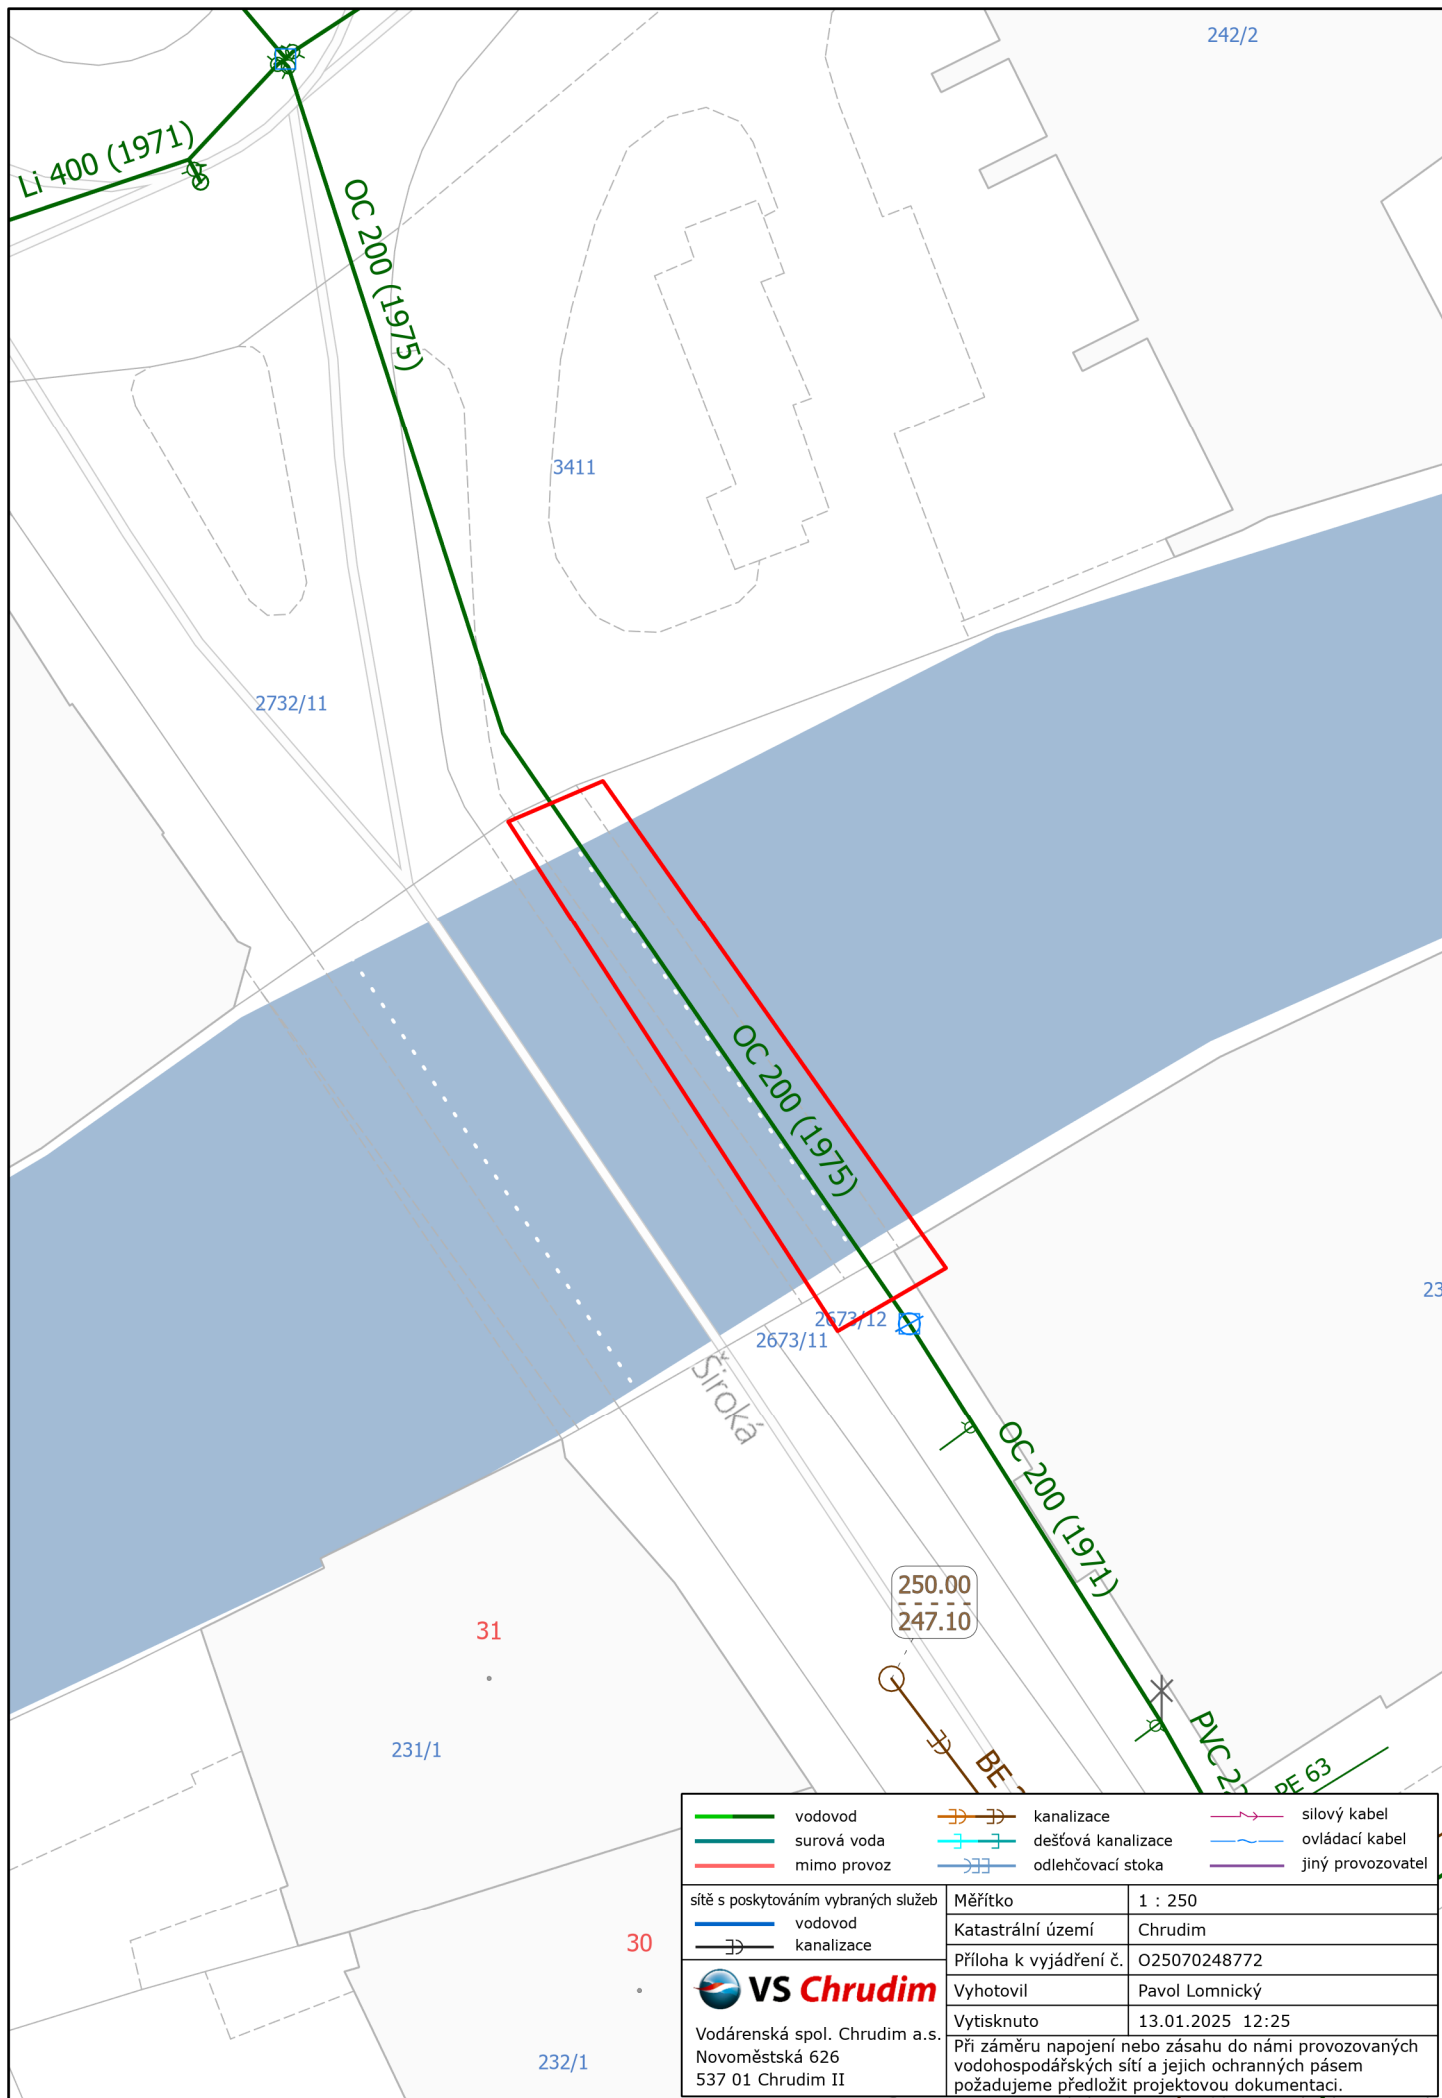 242/2
Li 400 (1971)
OC 200 (1975)
3411
2732/11
OC 200 (1975)
23
2673/12
2673/11
Široká
OC 200 (1971)
250.00
247.10
31
231/1
BE
PVC
PE 63
30
232/1
vodovod
surová voda
mimo provoz
kanalizace
dešťová kanalizace
odlehčovací stoka
silový kabel
ovládací kabel
jiný provozovatel
sítě s poskytováním vybraných služeb
vodovod
kanalizace
VS Chrudim
Vodárenská spol. Chrudim a.s.
Novoměstská 626
537 01 Chrudim II
Měřítko 1 : 250
Katastrální území Chrudim
Příloha k vyjádření č. O25070248772
Vyhotovil Pavol Lomnický
Vytisknuto 13.01.2025 12:25
Při záměru napojení nebo zásahu do námi provozovaných
vodohospodářských sítí a jejich ochranných pásem
požadujeme předložit projektovou dokumentaci.